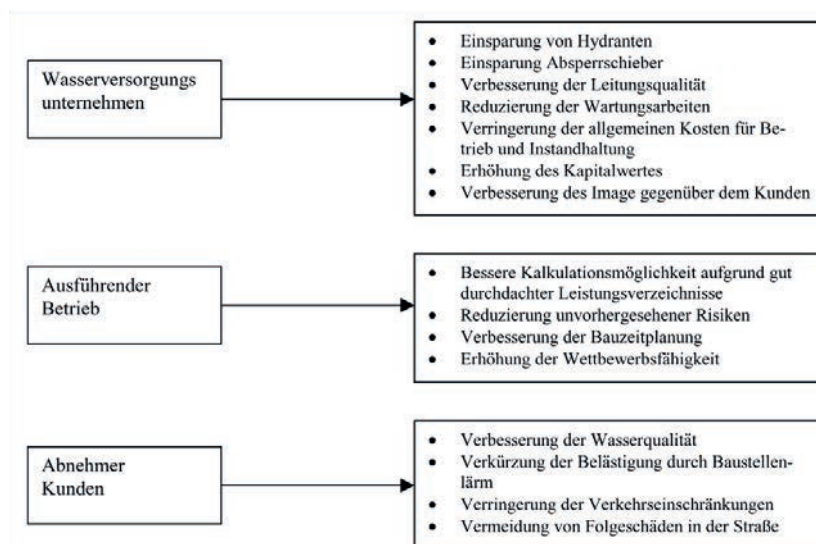 Wasserversorgungs
unternehmen
• Einsparung von Hydranten
• Einsparung Absperrschieber
• Verbesserung der Leitungsqualität
• Reduzierung der Wartungsarbeiten
• Verringerung der allgemeinen Kosten für Be-
trieb und Instandhaltung
• Erhöhung des Kapitalwertes
• Verbesserung des Image gegenüber dem Kunden
Ausführender
Betrieb
• Bessere Kalkulationsmöglichkeit aufgrund gut
durchdachter Leistungsverzeichnisse
• Reduzierung unvorhergesehener Risiken
• Verbesserung der Bauzeitplanung
• Erhöhung der Wettbewerbsfähigkeit
Abnehmer
Kunden
• Verbesserung der Wasserqualität
• Verkürzung der Belästigung durch Baustellen-
lärm
• Verringerung der Verkehrseinschränkungen
• Vermeidung von Folgeschäden in der Straße